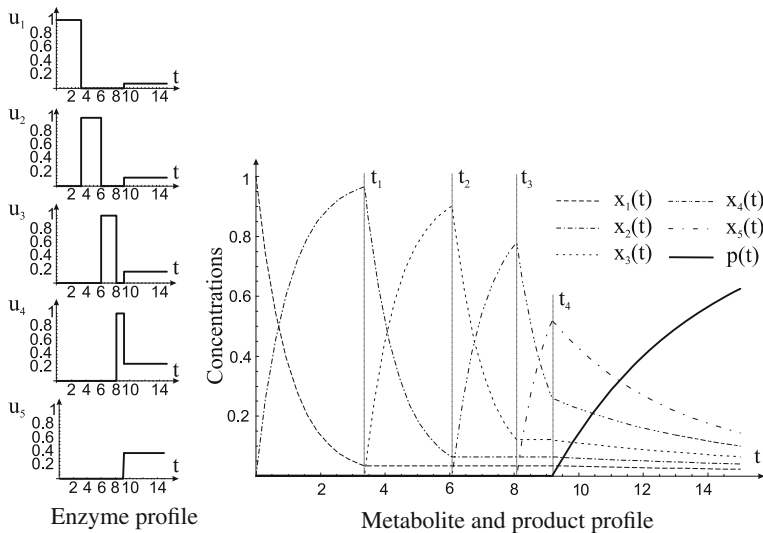 u₁
1
0.8
0.6
0.4
0.2
t
2 4 6 8 10 14
u₂
1
0.8
0.6
0.4
0.2
t
2 4 6 8 10 14
u₃
1
0.8
0.6
0.4
0.2
t
2 4 6 8 10 14
u₄
1
0.8
0.6
0.4
0.2
t
2 4 6 8 10 14
u₅
1
0.8
0.6
0.4
0.2
t
2 4 6 8 10 14
Enzyme profile
Concentrations
1
0.8
0.6
0.4
0.2
t₁
t₂
t₃
t₄
x₁(t)
x₂(t)
x₃(t)
x₄(t)
x₅(t)
p(t)
t
2 4 6 8 10 12 14
Metabolite and product profile